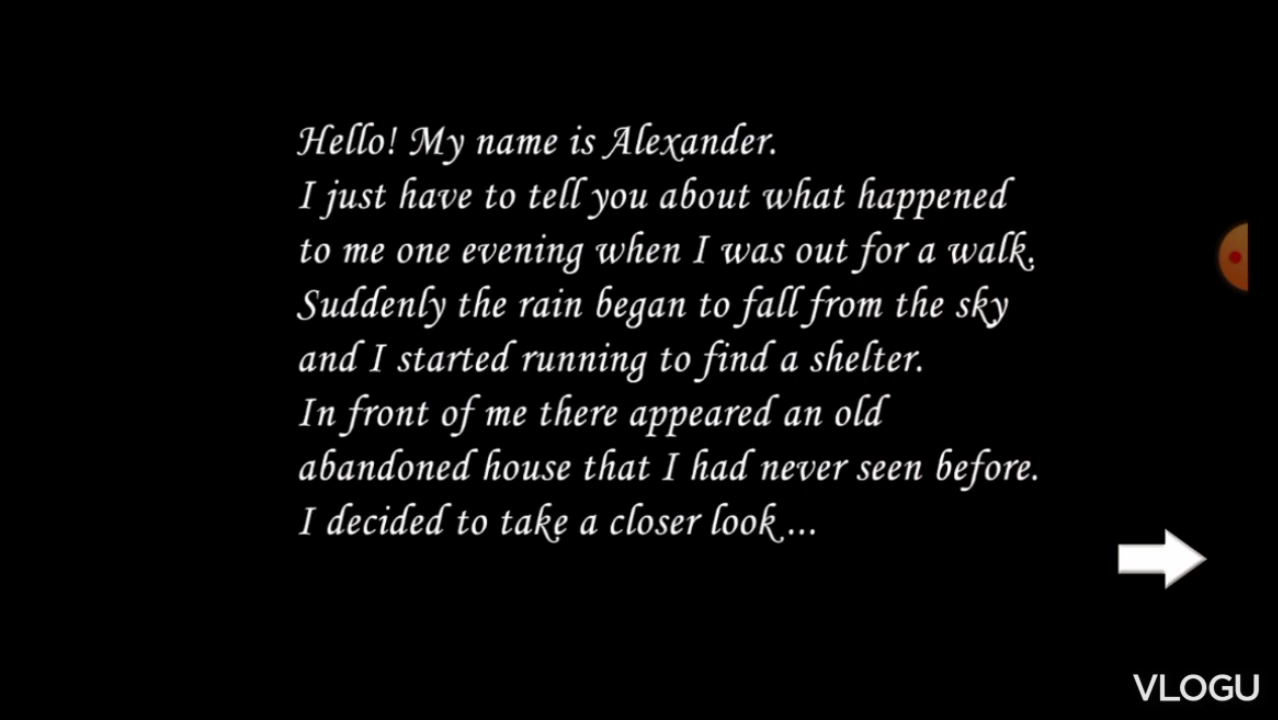 Hello! My name is Alexander.
I just have to tell you about what happened
to me one evening when I was out for a walk.
Suddenly the rain began to fall from the sky
and I started running to find a shelter.
In front of me there appeared an old
abandoned house that I had never seen before.
I decided to take a closer look ...
VLOGU